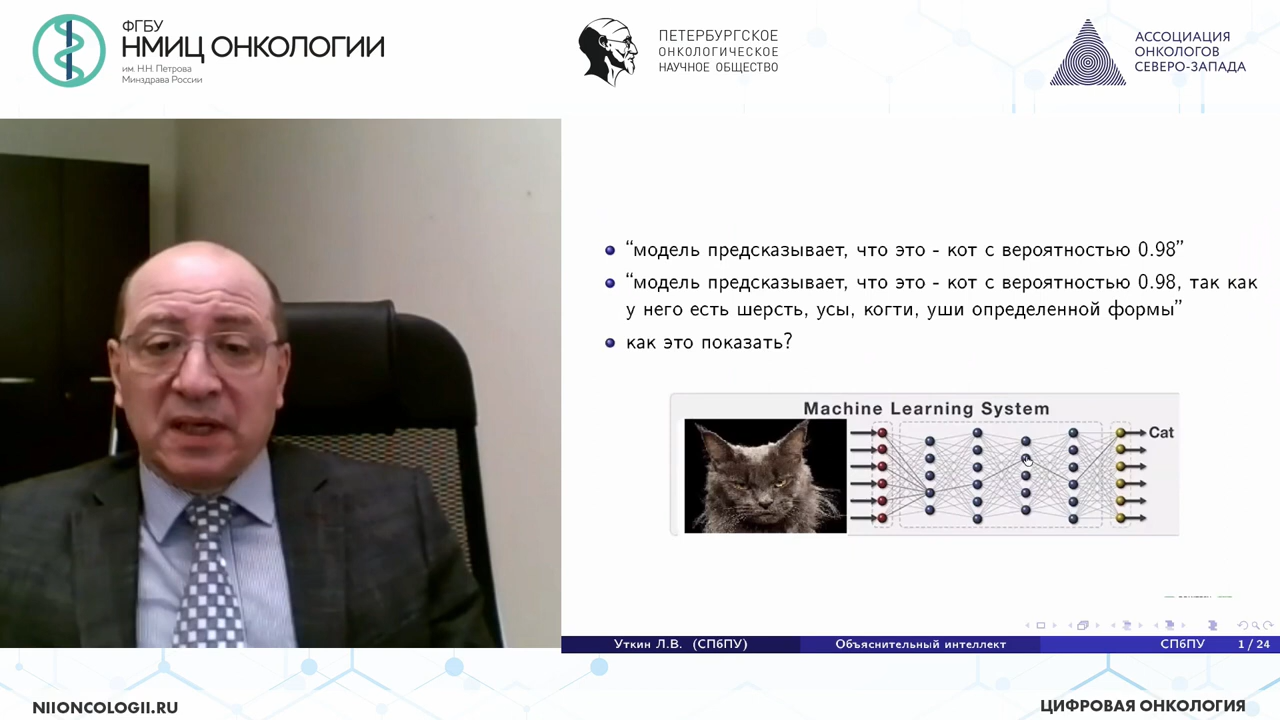 ФГБУ
НМИЦ ОНКОЛОГИИ
им. Н.Н. Петрова
Минздрава России
ПЕТЕРБУРГСКОЕ
ОНКОЛОГИЧЕСКОЕ
НАУЧНОЕ ОБЩЕСТВО
АССОЦИАЦИЯ
ОНКОЛОГОВ
СЕВЕРО-ЗАПАДА
“модель предсказывает, что это - кот с вероятностью 0.98”
“модель предсказывает, что это - кот с вероятностью 0.98, так как
у него есть шерсть, усы, когти, уши определенной формы”
как это показать?
Machine Learning System
Cat
Уткин Л.В. (СПбПУ)
Объяснительный интеллект
СПбПУ
1 / 24
NIIONCOLOGII.RU
ЦИФРОВАЯ ОНКОЛОГИЯ